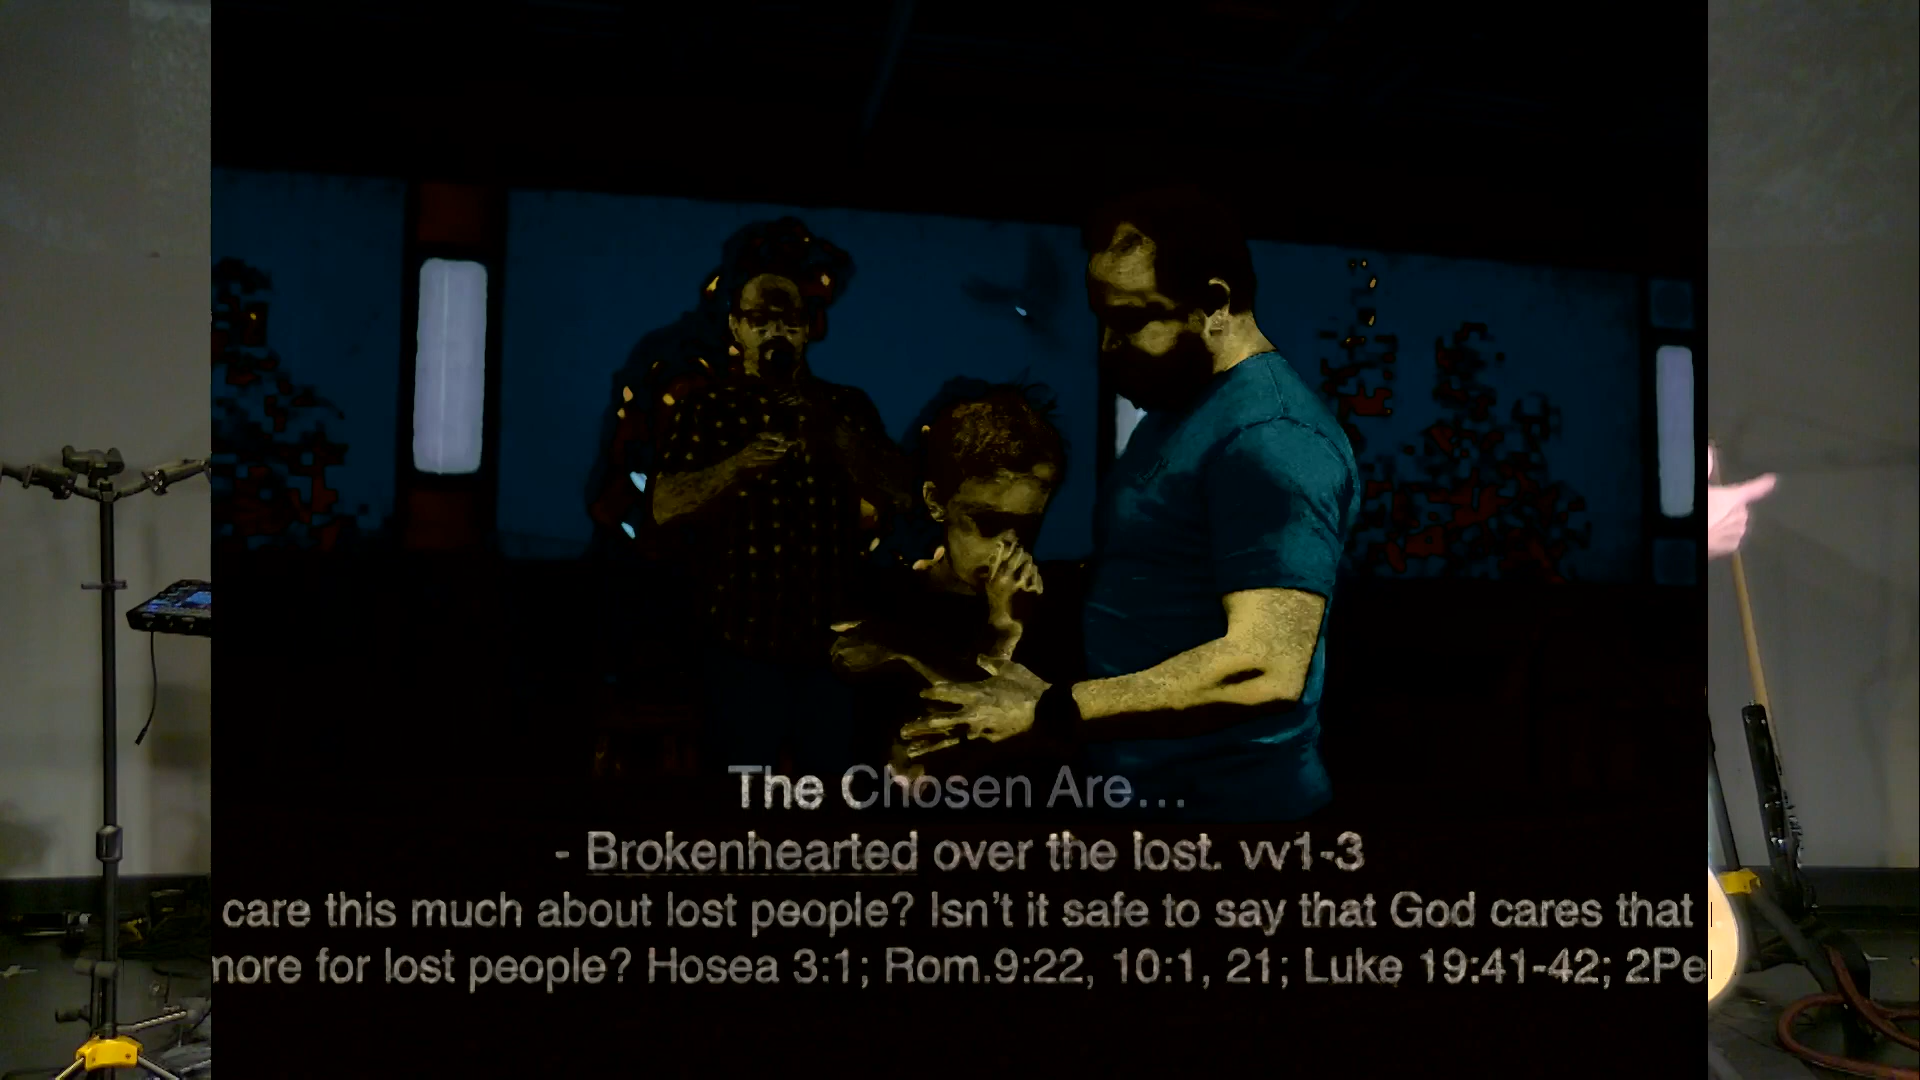 The Chosen Are...
- Brokenhearted over the lost. vv1-3
care this much about lost people? Isn't it safe to say that God cares that
more for lost people? Hosea 3:1; Rom.9:22, 10:1, 21; Luke 19:41-42; 2Pe